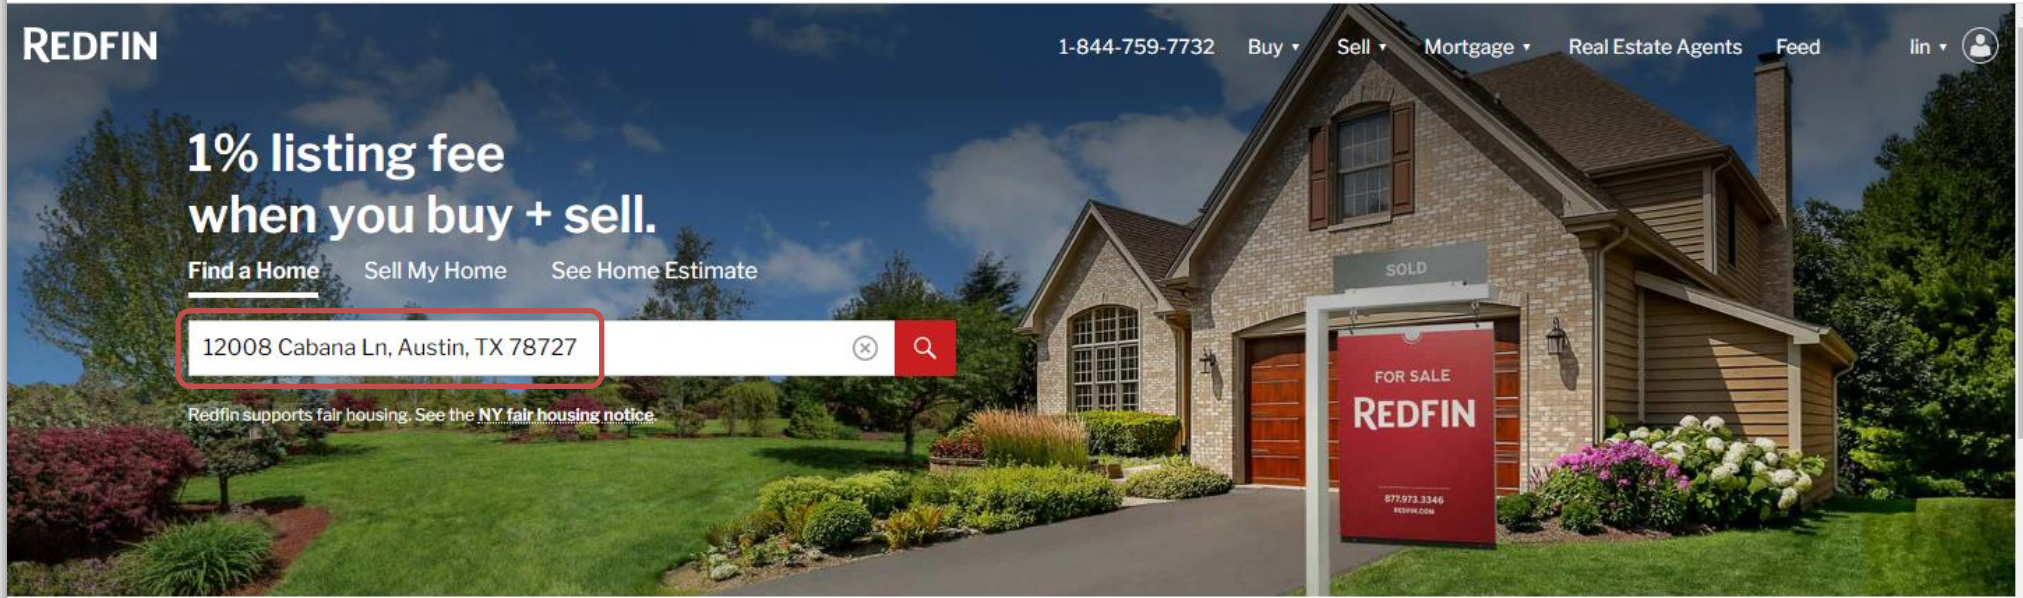 REDFIN
1-844-759-7732 Buy ▾ Sell ▾ Mortgage ▾ Real Estate Agents Feed lin ▾
1% listing fee
when you buy + sell.
Find a Home Sell My Home See Home Estimate
12008 Cabana Ln, Austin, TX 78727
Redfin supports fair housing. See the NY fair housing notice.
SOLD
FOR SALE
REDFIN
877.973.3346
REDFIN.COM